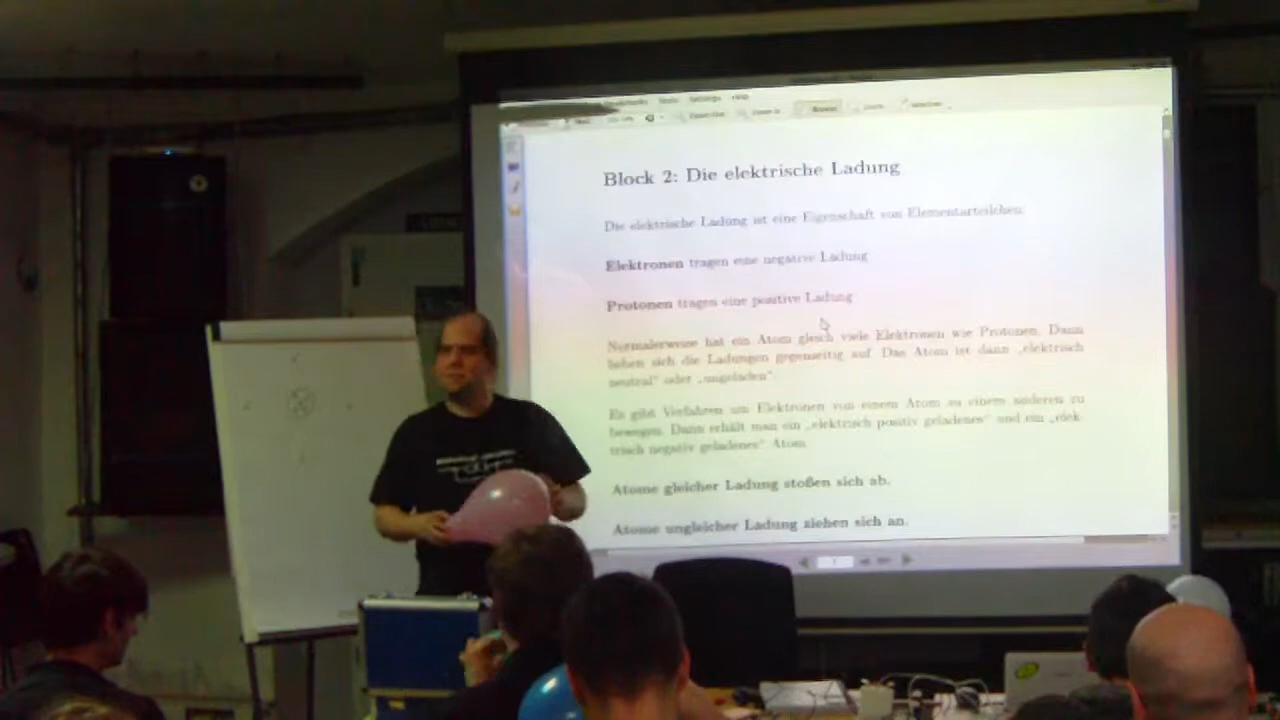 Settings Help
Block 2: Die elektrische Ladung
Die elektrische Ladung ist eine Eigenschaft von Elementarteilchen.
Elektronen tragen eine negative Ladung
Protonen tragen eine positive Ladung
Normalerweise hat ein Atom gleich viele Elektronen wie Protonen. Dann
heben sich die Ladungen gegenseitig auf. Das Atom ist dann „elektrisch
neutral“ oder „ungeladen“.
Es gibt Verfahren um Elektronen von einem Atom zu einem anderen zu
bewegen. Dann erhält man ein „elektrisch positiv geladenes“ und ein „elek-
trisch negativ geladenes“ Atom.
Atome gleicher Ladung stoßen sich ab.
Atome ungleicher Ladung ziehen sich an.